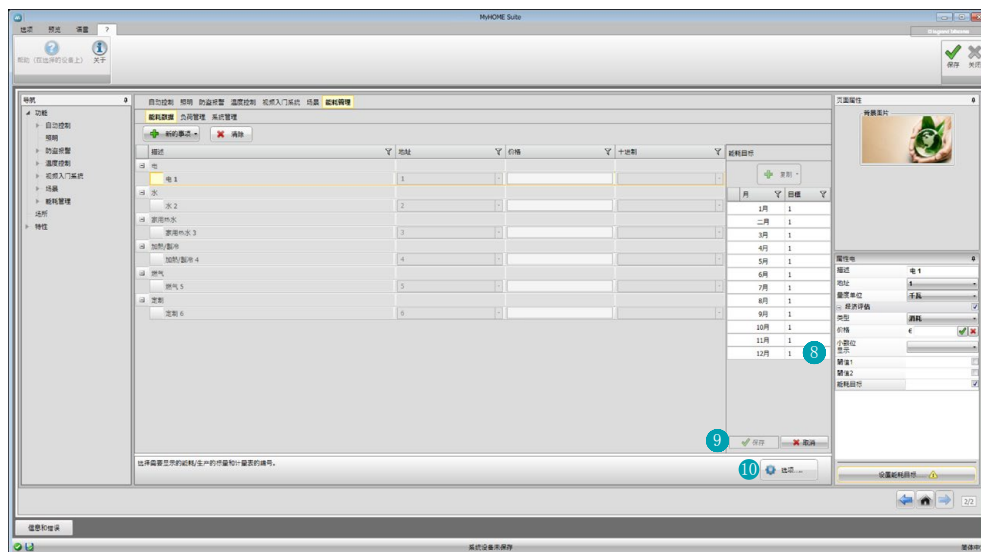 MyHOME Suite
选项 预览 语言 ?
帮助 (在选择的设备上) 关于
保存 关闭
导航
功能
自动控制
照明
防盗报警
温度控制
视频入门系统
场景
能耗管理
场所
特性
自动控制 照明 防盗报警 温度控制 视频入门系统 场景 能耗管理
能耗数据 负荷管理 系统管理
新的事项 清除
描述 地址 价格 十进制
电
电 1 1
水
水 2 2
家用热水
家用热水 3 3
加热/制冷
加热/制冷 4 4
燃气
燃气 5 5
定制
定制 6 6
能耗目标
复制
月 目标
1月 1
二月 1
3月 1
4月 1
5月 1
6月 1
7月 1
8月 1
9月 1
10月 1
11月 1
12月 1
8
9 保存 取消
选择需要显示的能耗/生产的终量和计量表的编号。
10 选项 ...
页面属性
背景图片
属性电
描述 电 1
地址 1
量度单位 千瓦
经济评估
类型 消耗
价格 €
小数位
显示
阈值1
阈值2
能耗目标
设置能耗目标
2/2
信息和错误
系统设备未保存
简体中